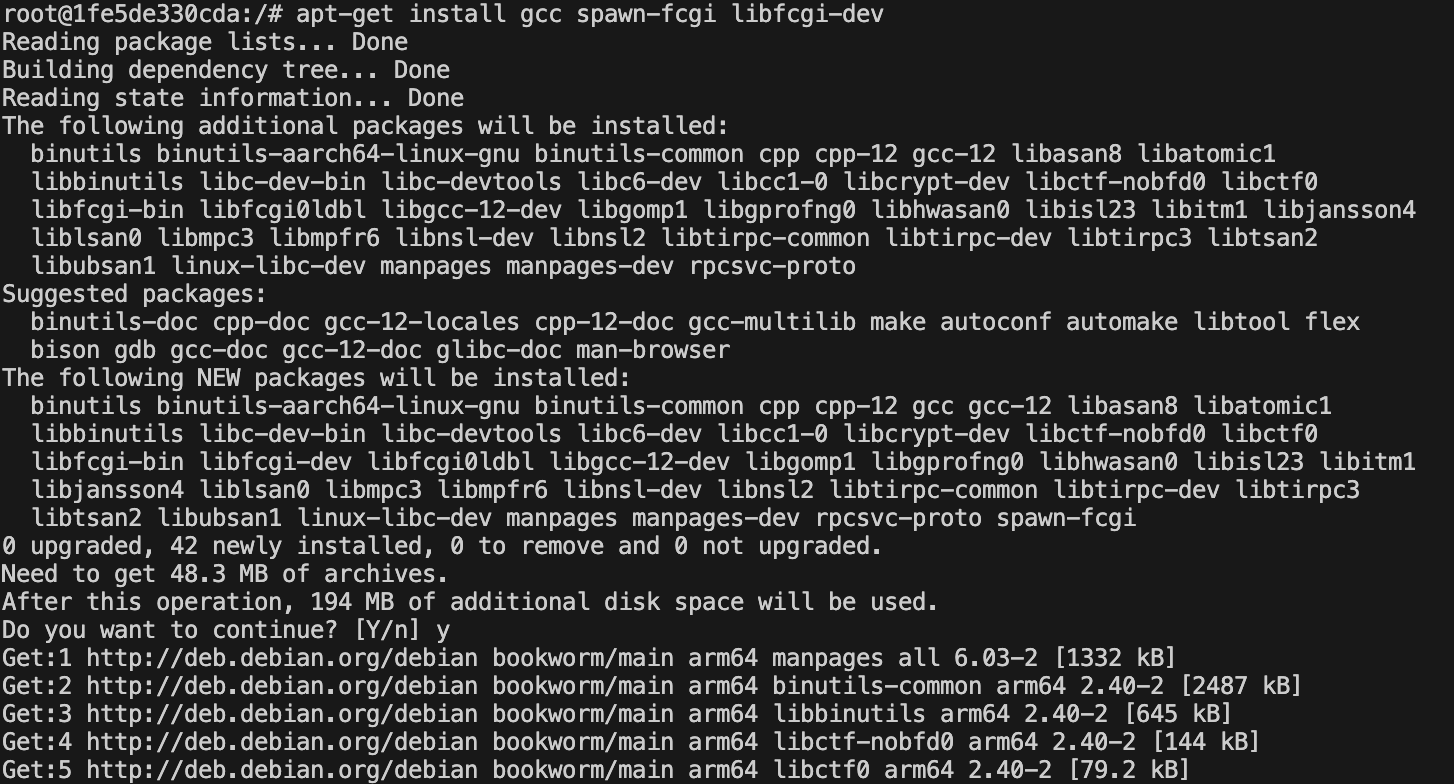 root@1fe5de330cda:/# apt-get install gcc spawn-fcgi libfcgi-dev
Reading package lists... Done
Building dependency tree... Done
Reading state information... Done
The following additional packages will be installed:
  binutils binutils-aarch64-linux-gnu binutils-common cpp cpp-12 gcc-12 libasan8 libatomic1
  libbinutils libc-dev-bin libc-devtools libc6-dev libcc1-0 libcrypt-dev libctf-nobfd0 libctf0
  libfcgi-bin libfcgi0ldbl libgcc-12-dev libgomp1 libgprofng0 libhwasan0 libisl23 libitm1 libjansson4
  liblsan0 libmpc3 libmpfr6 libnsl-dev libnsl2 libtirpc-common libtirpc-dev libtirpc3 libtsan2
  libubsan1 linux-libc-dev manpages manpages-dev rpcsvc-proto
Suggested packages:
  binutils-doc cpp-doc gcc-12-locales cpp-12-doc gcc-multilib make autoconf automake libtool flex
  bison gdb gcc-doc gcc-12-doc glibc-doc man-browser
The following NEW packages will be installed:
  binutils binutils-aarch64-linux-gnu binutils-common cpp cpp-12 gcc gcc-12 libasan8 libatomic1
  libbinutils libc-dev-bin libc-devtools libc6-dev libcc1-0 libcrypt-dev libctf-nobfd0 libctf0
  libfcgi-bin libfcgi-dev libfcgi0ldbl libgcc-12-dev libgomp1 libgprofng0 libhwasan0 libisl23 libitm1
  libjansson4 liblsan0 libmpc3 libmpfr6 libnsl-dev libnsl2 libtirpc-common libtirpc-dev libtirpc3
  libtsan2 libubsan1 linux-libc-dev manpages manpages-dev rpcsvc-proto spawn-fcgi
0 upgraded, 42 newly installed, 0 to remove and 0 not upgraded.
Need to get 48.3 MB of archives.
After this operation, 194 MB of additional disk space will be used.
Do you want to continue? [Y/n] y
Get:1 http://deb.debian.org/debian bookworm/main arm64 manpages all 6.03-2 [1332 kB]
Get:2 http://deb.debian.org/debian bookworm/main arm64 binutils-common arm64 2.40-2 [2487 kB]
Get:3 http://deb.debian.org/debian bookworm/main arm64 libbinutils arm64 2.40-2 [645 kB]
Get:4 http://deb.debian.org/debian bookworm/main arm64 libctf-nobfd0 arm64 2.40-2 [144 kB]
Get:5 http://deb.debian.org/debian bookworm/main arm64 libctf0 arm64 2.40-2 [79.2 kB]